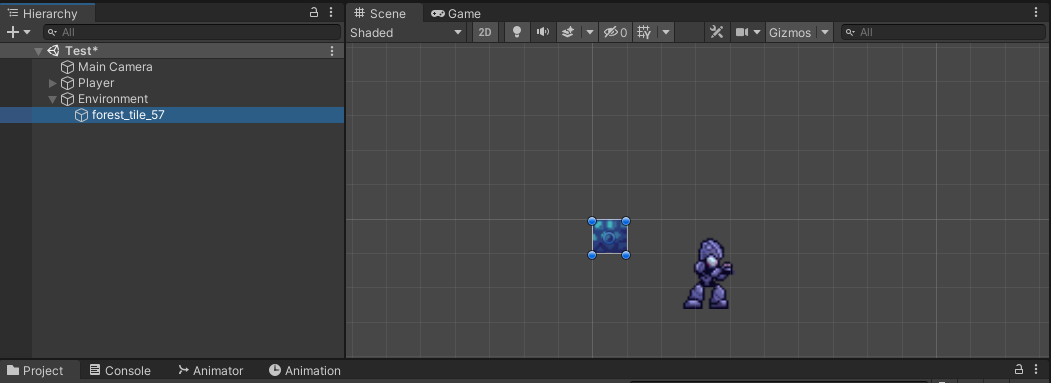 Hierarchy
All
Test*
Main Camera
Player
Environment
forest_tile_57
Scene Game
Shaded 2D 0 Gizmos All
Project Console Animator Animation